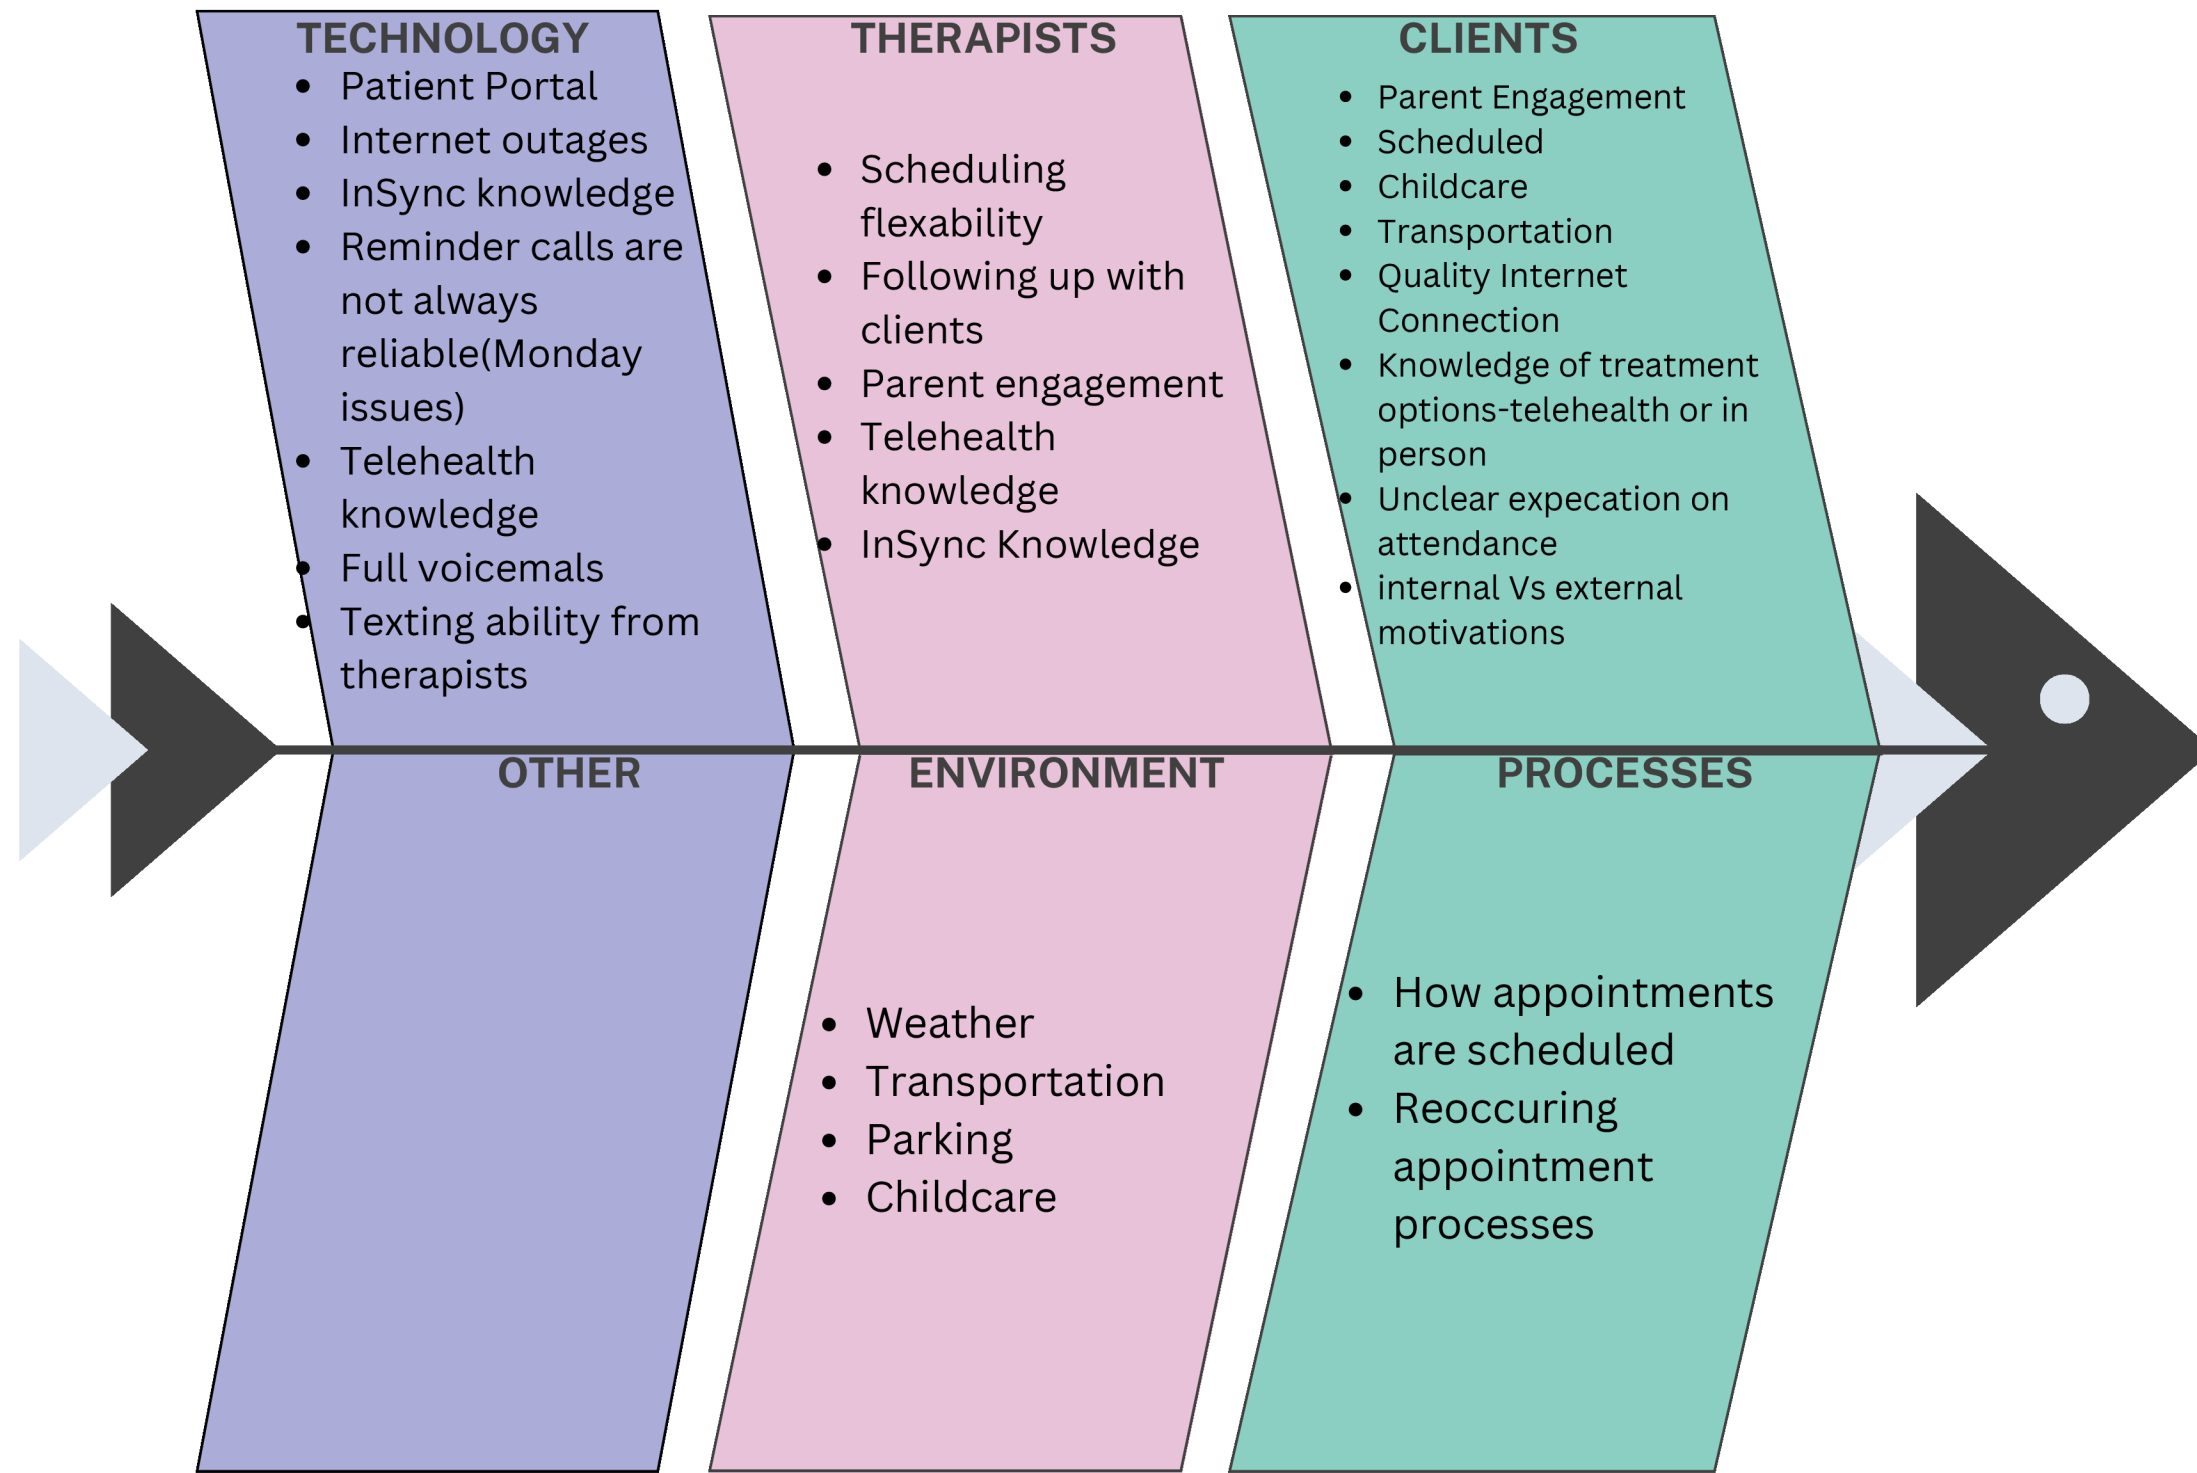 TECHNOLOGY
Patient Portal
Internet outages
InSync knowledge
Reminder calls are
not always
reliable(Monday
issues)
Telehealth
knowledge
Full voicemals
Texting ability from
therapists
THERAPISTS
Scheduling
flexability
Following up with
clients
Parent engagement
Telehealth
knowledge
InSync Knowledge
CLIENTS
Parent Engagement
Scheduled
Childcare
Transportation
Quality Internet
Connection
Knowledge of treatment
options-telehealth or in
person
Unclear expecation on
attendance
internal Vs external
motivations
OTHER
ENVIRONMENT
Weather
Transportation
Parking
Childcare
PROCESSES
How appointments
are scheduled
Reoccuring
appointment
processes